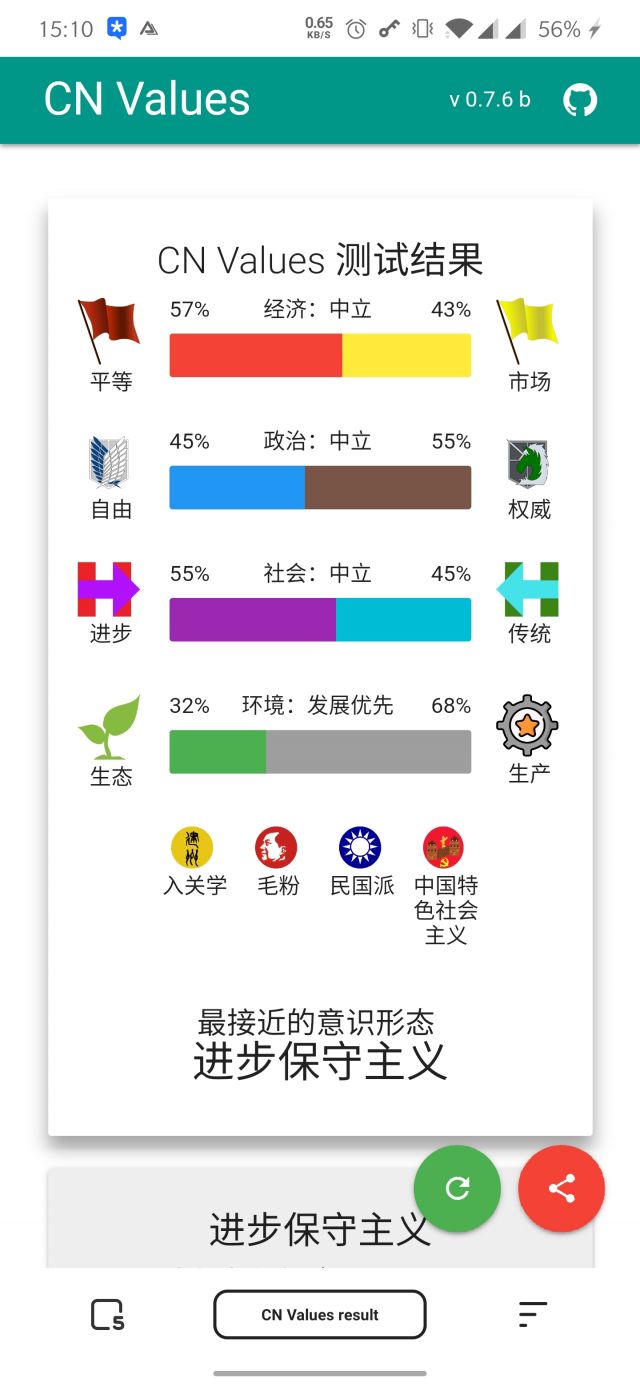 15:10 0.65 KB/S 56%
CN Values v 0.7.6 b
CN Values 测试结果
57% 经济：中立 43%
平等 市场
45% 政治：中立 55%
自由 权威
55% 社会：中立 45%
进步 传统
32% 环境：发展优先 68%
生态 生产
入关学 毛粉 民国派 中国特
色社会
主义
最接近的意识形态
进步保守主义
进步保守主义
5 CN Values result